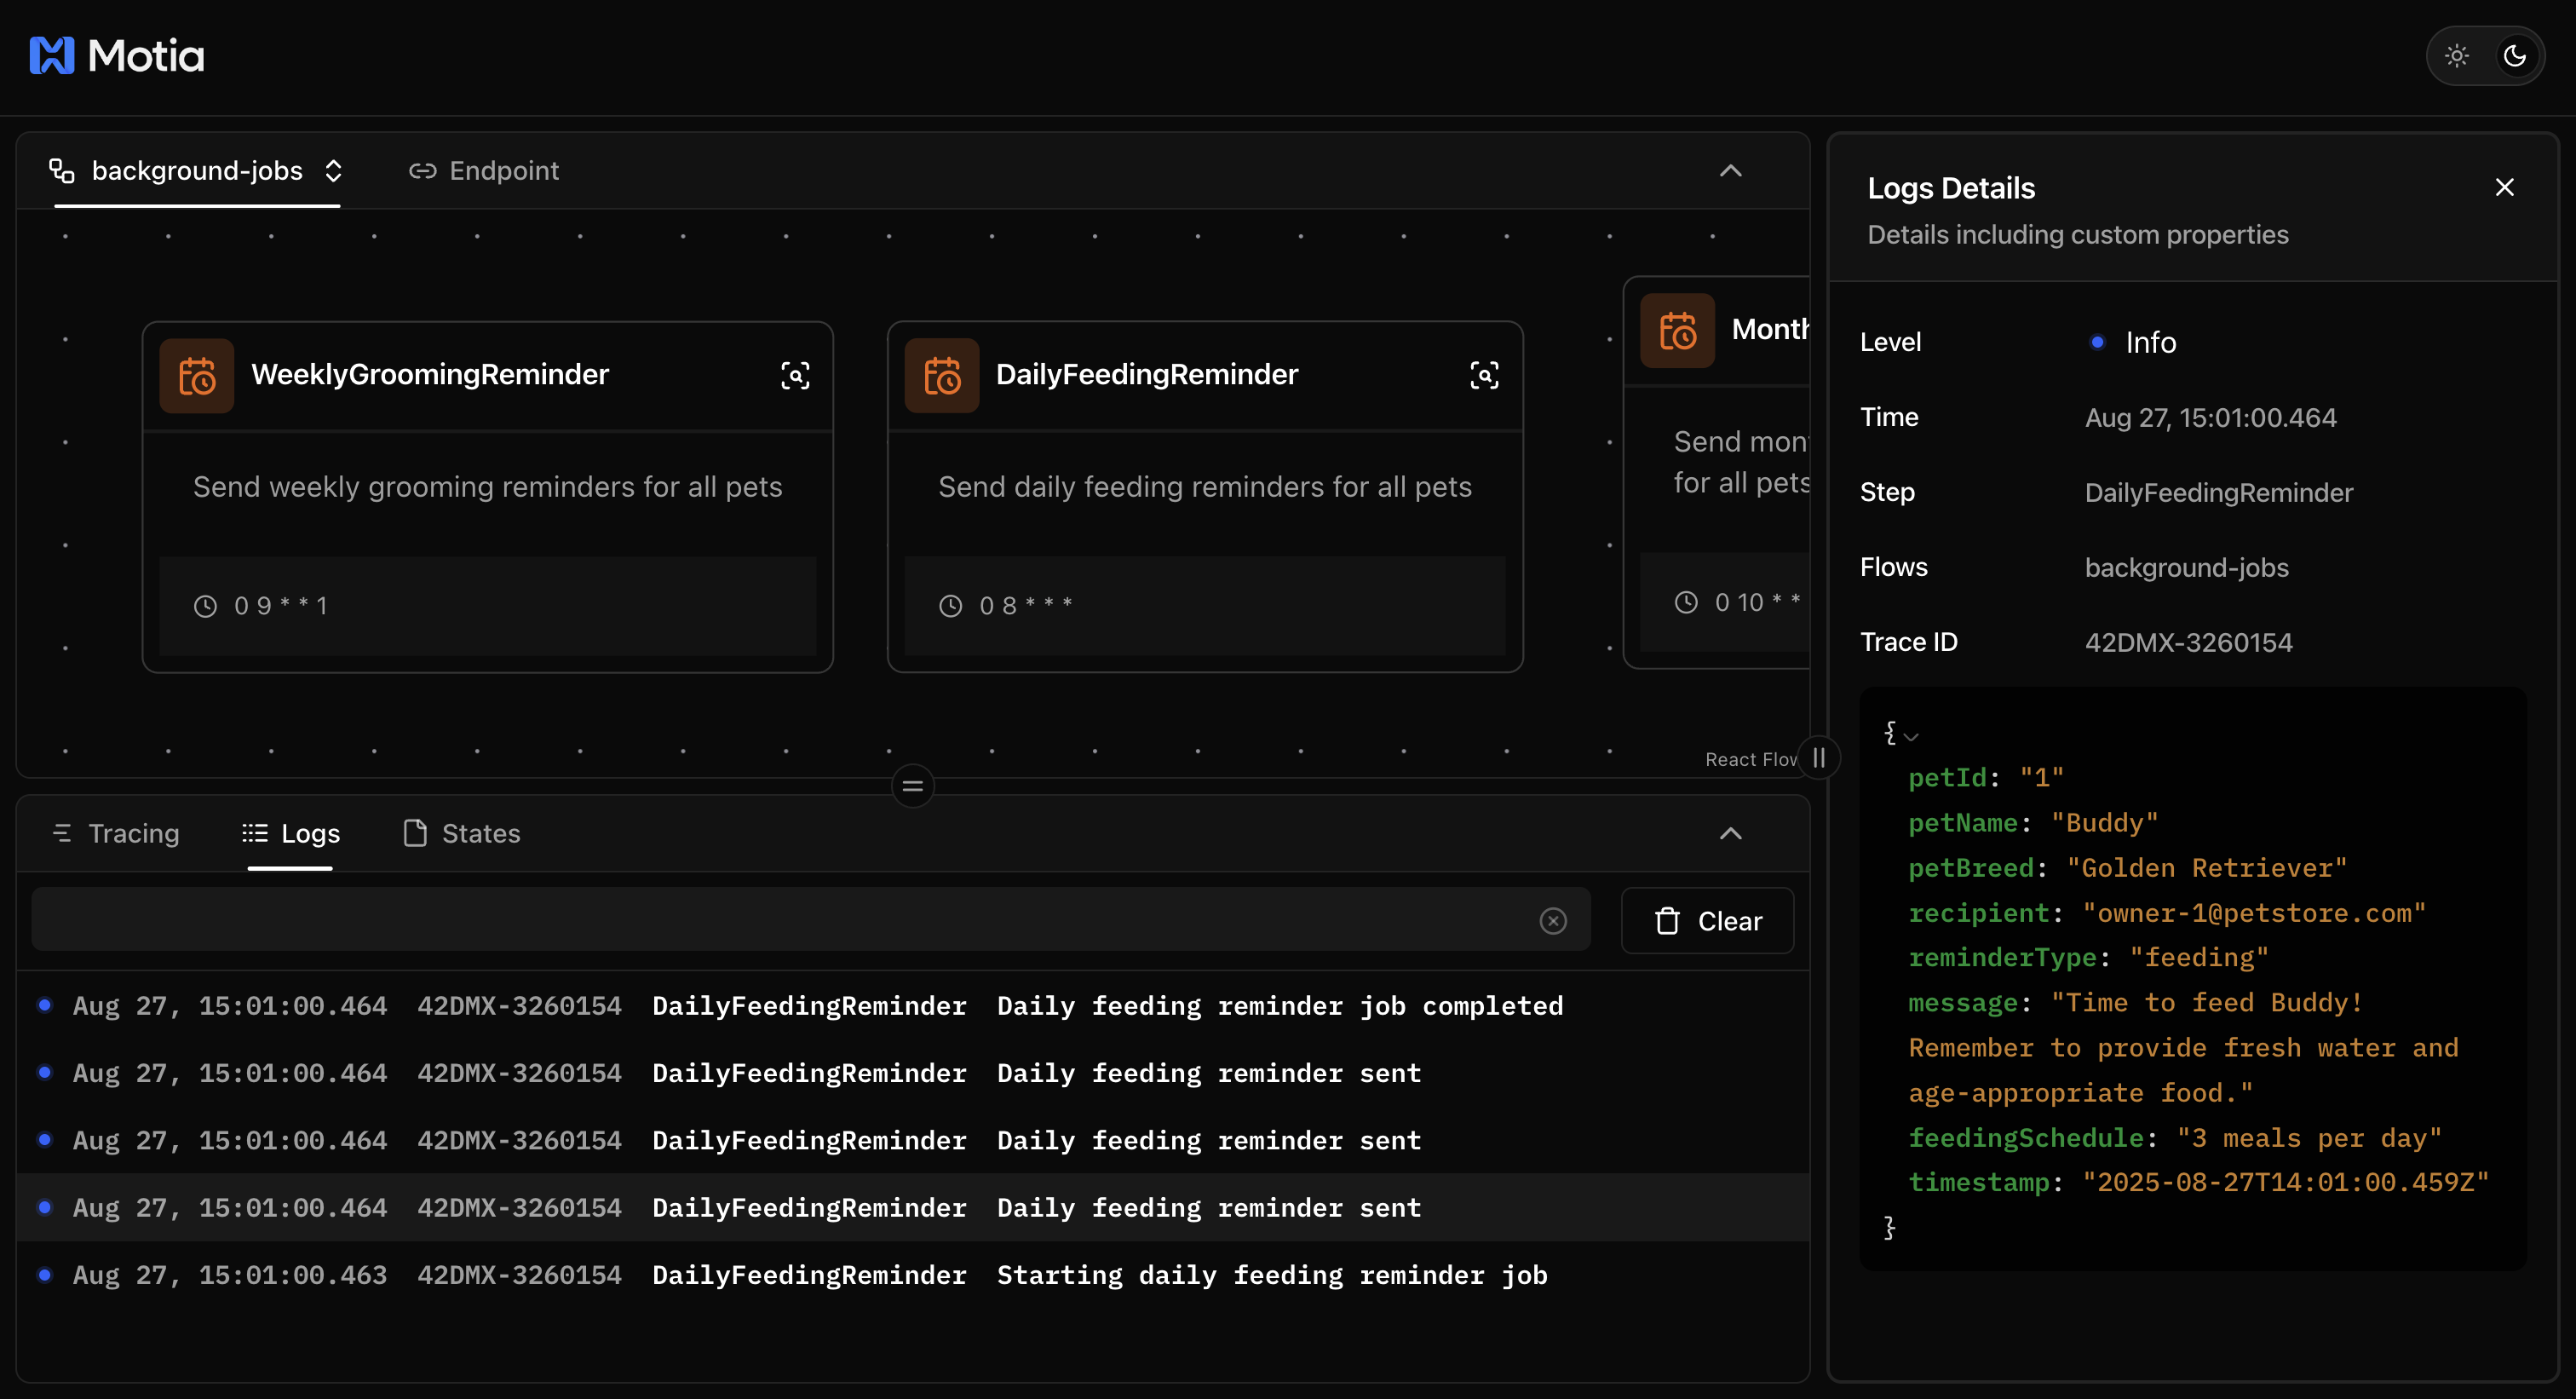 Motia
background-jobs
Endpoint
WeeklyGroomingReminder
Send weekly grooming reminders for all pets
0 9 * * 1
DailyFeedingReminder
Send daily feeding reminders for all pets
0 8 * * *
Month
Send mon
for all pets
0 10 * *
React Flow
Tracing
Logs
States
Clear
Aug 27, 15:01:00.464 42DMX-3260154 DailyFeedingReminder Daily feeding reminder job completed
Aug 27, 15:01:00.464 42DMX-3260154 DailyFeedingReminder Daily feeding reminder sent
Aug 27, 15:01:00.464 42DMX-3260154 DailyFeedingReminder Daily feeding reminder sent
Aug 27, 15:01:00.464 42DMX-3260154 DailyFeedingReminder Daily feeding reminder sent
Aug 27, 15:01:00.463 42DMX-3260154 DailyFeedingReminder Starting daily feeding reminder job
Logs Details
Details including custom properties
Level Info
Time Aug 27, 15:01:00.464
Step DailyFeedingReminder
Flows background-jobs
Trace ID 42DMX-3260154
{
petId: "1"
petName: "Buddy"
petBreed: "Golden Retriever"
recipient: "owner-1@petstore.com"
reminderType: "feeding"
message: "Time to feed Buddy!
Remember to provide fresh water and
age-appropriate food."
feedingSchedule: "3 meals per day"
timestamp: "2025-08-27T14:01:00.459Z"
}